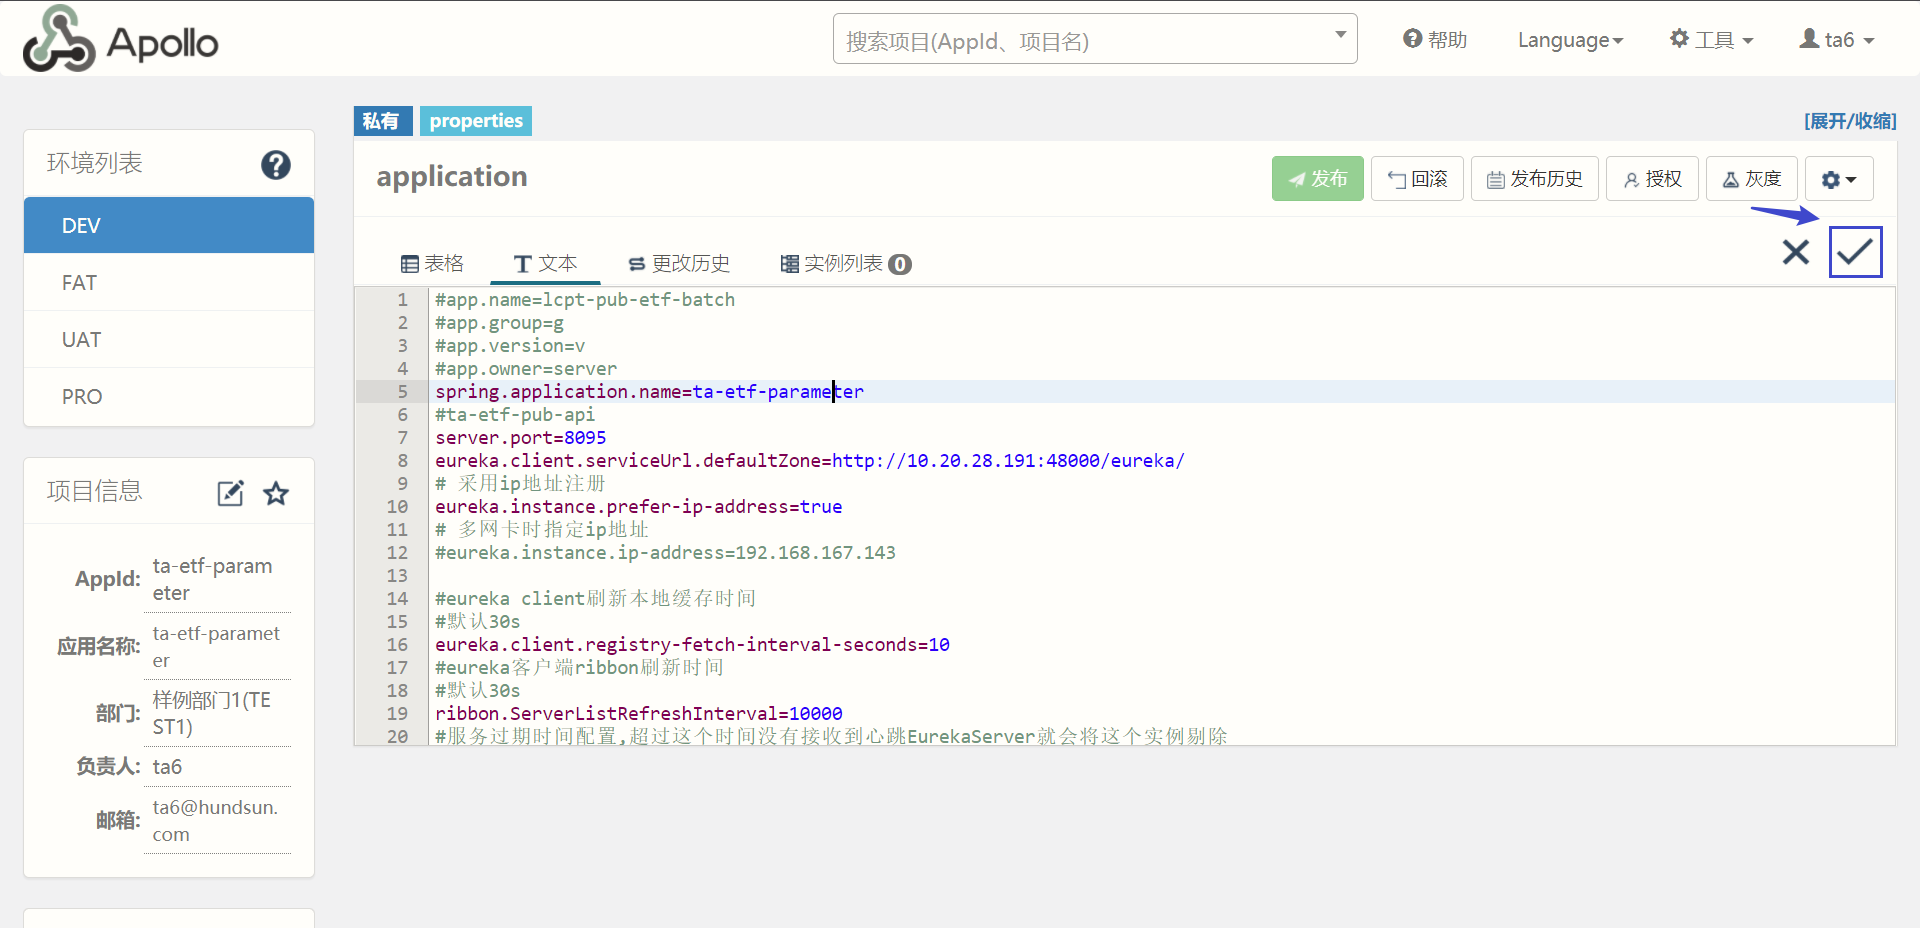 Apollo
搜索项目(AppId、项目名)
帮助
Language
工具
ta6
私有
properties
[展开/收缩]
环境列表
DEV
FAT
UAT
PRO
application
发布
回滚
发布历史
授权
灰度
表格
文本
更改历史
实例列表 0
1 #app.name=lcpt-pub-etf-batch
2 #app.group=g
3 #app.version=v
4 #app.owner=server
5 spring.application.name=ta-etf-parameter
6 #ta-etf-pub-api
7 server.port=8095
8 eureka.client.serviceUrl.defaultZone=http://10.20.28.191:48000/eureka/
9 # 采用ip地址注册
10 eureka.instance.prefer-ip-address=true
11 # 多网卡时指定ip地址
12 #eureka.instance.ip-address=192.168.167.143
13
14 #eureka client刷新本地缓存时间
15 #默认30s
16 eureka.client.registry-fetch-interval-seconds=10
17 #eureka客户端ribbon刷新时间
18 #默认30s
19 ribbon.ServerListRefreshInterval=10000
20 #服务过期时间配置,超过这个时间没有接收到心跳EurekaServer就会将这个实例剔除
项目信息
AppId: ta-etf-param
eter
应用名称: ta-etf-paramet
er
部门: 样例部门1(TE
ST1)
负责人: ta6
邮箱: ta6@hundsun.
com